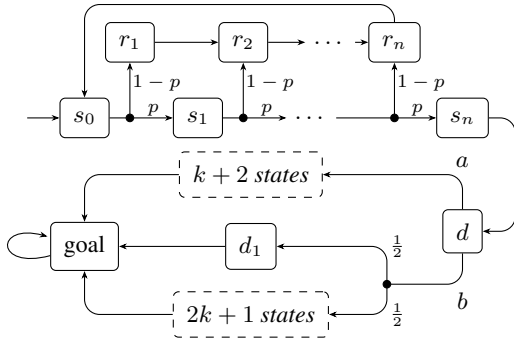 r₁ r₂ ... rₙ
1 − p 1 − p 1 − p
s₀ p s₁ p ... p sₙ
k + 2 states a
goal d₁ ½ d
2k + 1 states ½ b